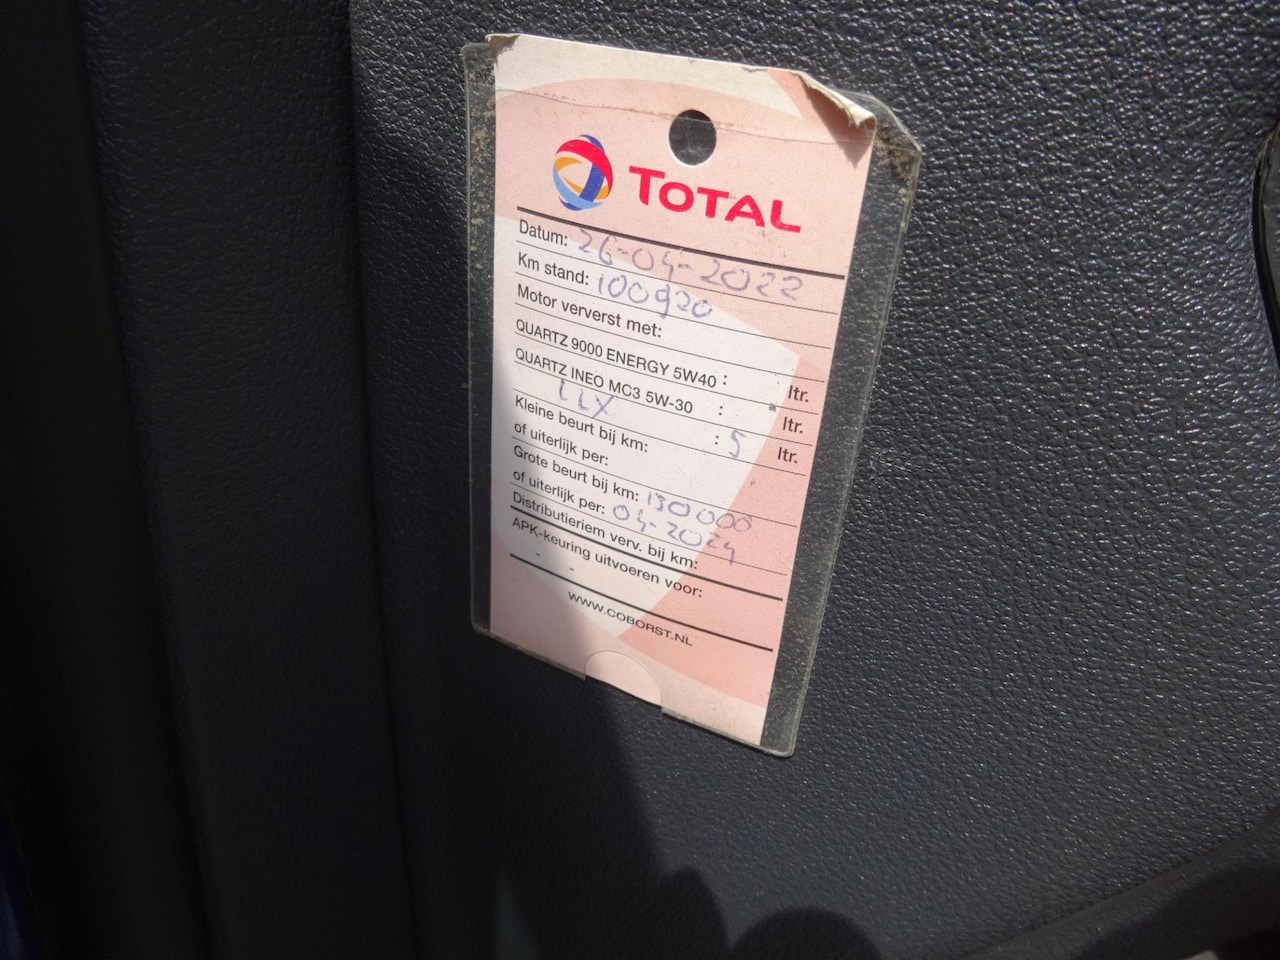 TOTAL
Datum: 26-04-2022
Km stand: 100920
Motor ververst met:
QUARTZ 9000 ENERGY 5W40 : ltr.
QUARTZ INEO MC3 5W-30 : ltr.
LLX : 5 ltr.
Kleine beurt bij km:
of uiterlijk per:
Grote beurt bij km: 130000
of uiterlijk per: 04-2024
Distributieriem verv. bij km:
APK-keuring uitvoeren voor:
WWW.COBORST.NL